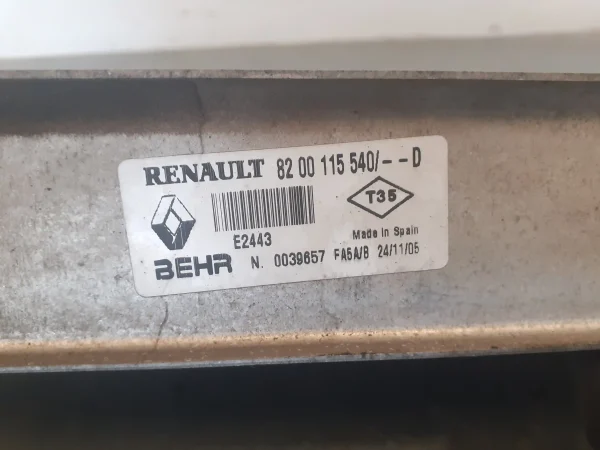 RENAULT 82 00 115 540/--D
T35
E2443
Made in Spain
BEHR N. 0039657 FA5A/B 24/11/05